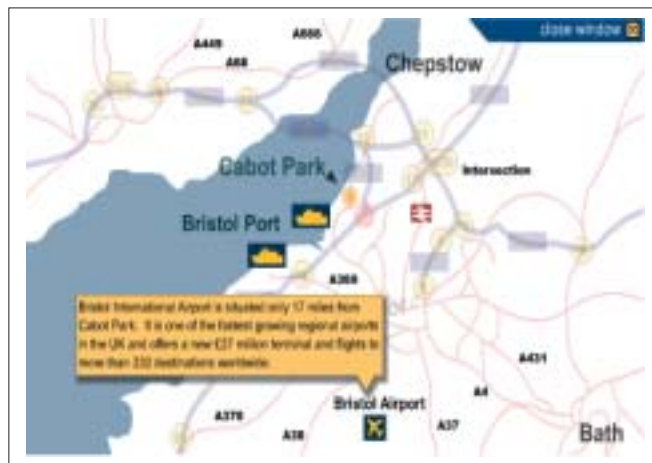 close window
A449
A466
A48
Chepstow
Cabot Park
Intersection
Bristol Port
A369
Bristol International Airport is situated only 17 miles from
Cabot Park. It is one of the fastest growing regional airports
in the UK and offers a new £27 million terminal and flights to
more than 232 destinations worldwide.
A431
A4
A370
Bristol Airport
A38
A37
Bath